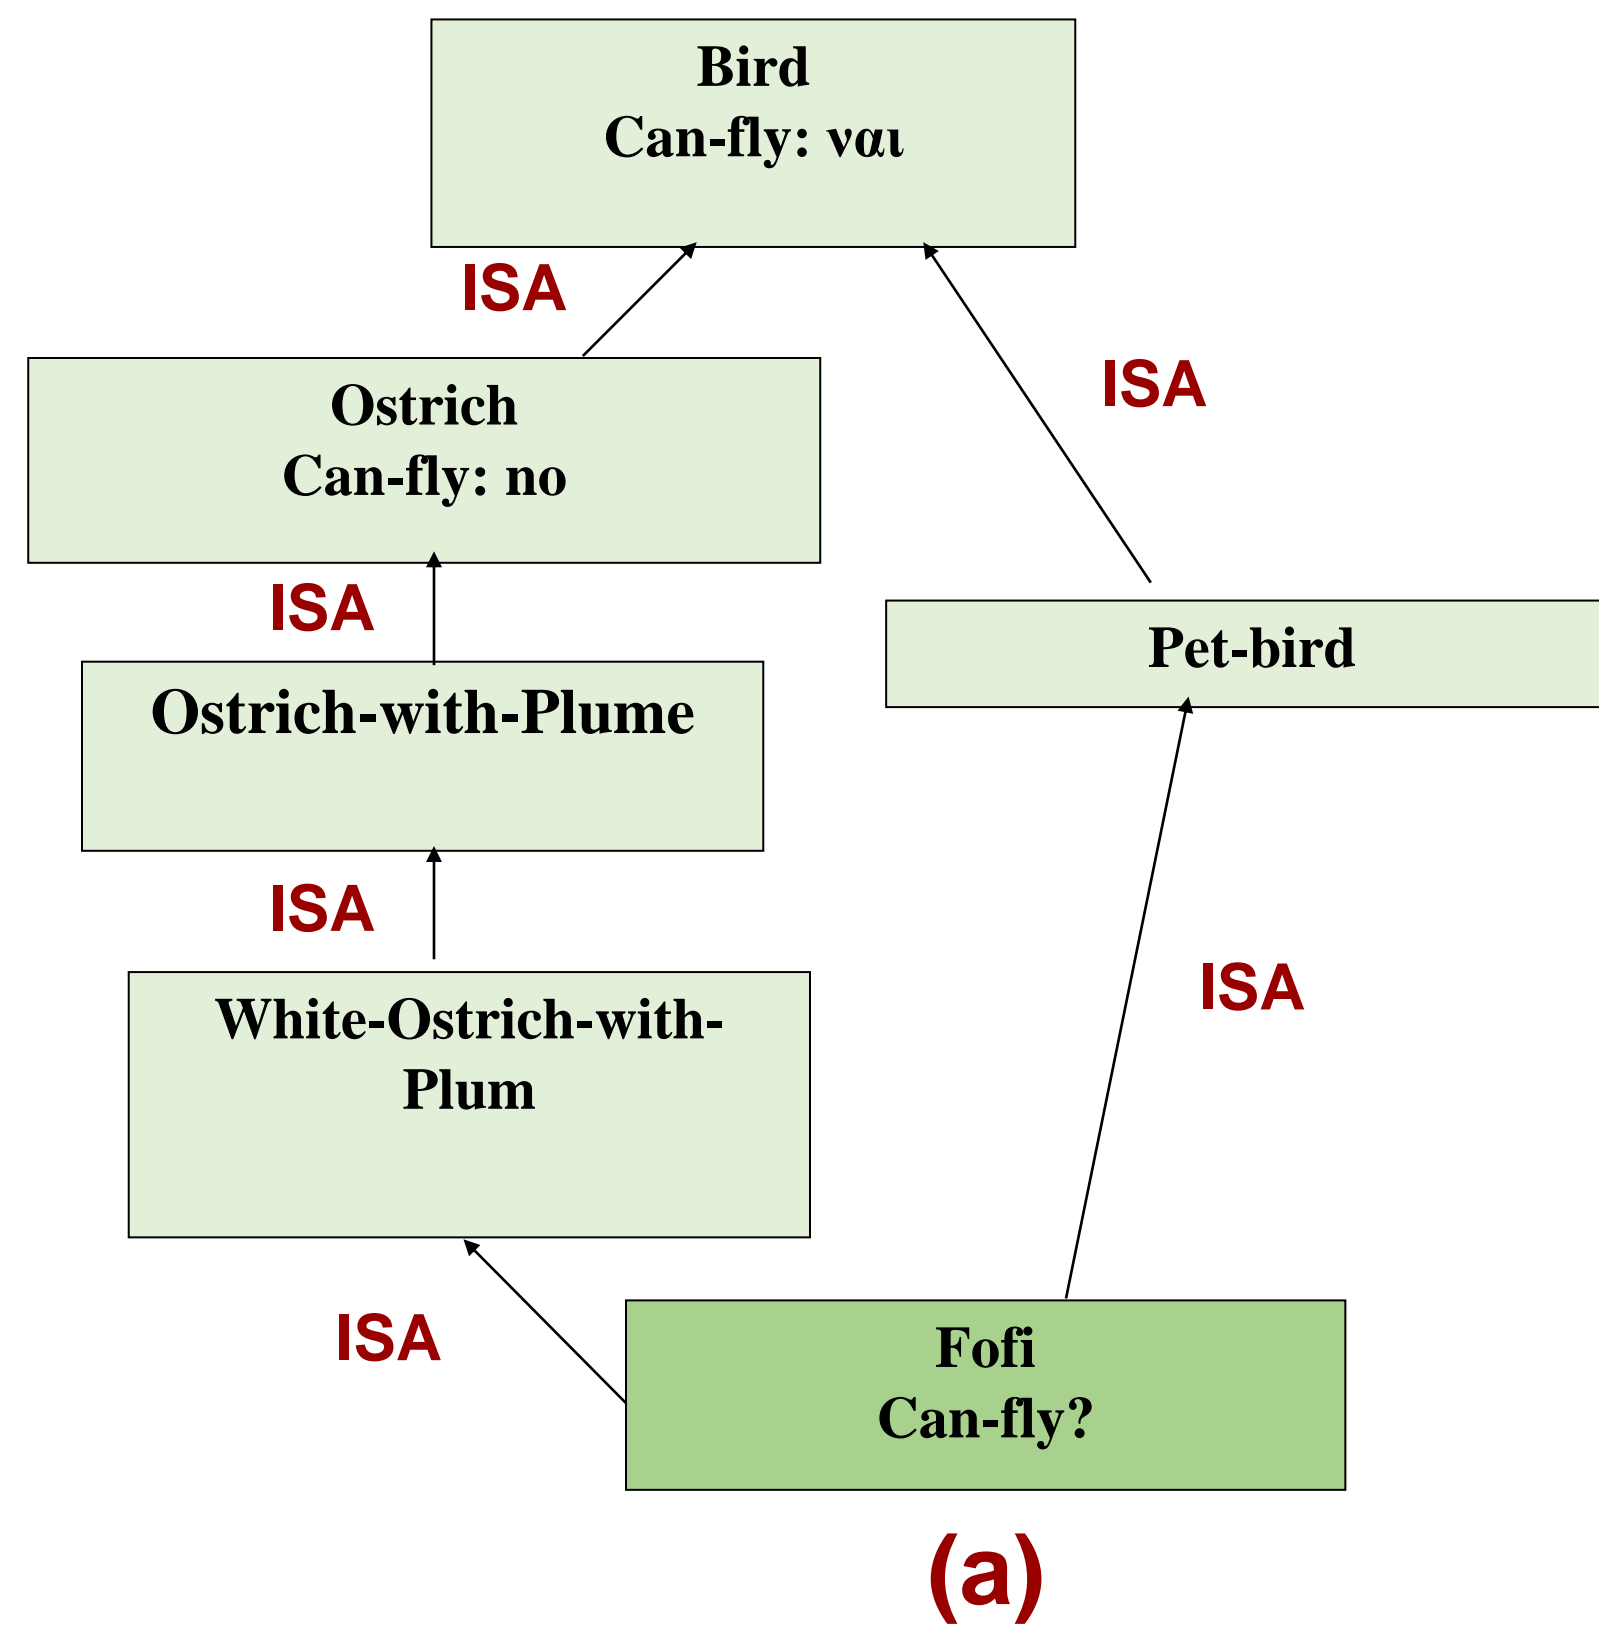 Bird
Can-fly: ναι
ISA
Ostrich
Can-fly: no
ISA
ISA
Pet-bird
Ostrich-with-Plume
ISA
White-Ostrich-with-
Plum
ISA
ISA
Fofi
Can-fly?
(a)